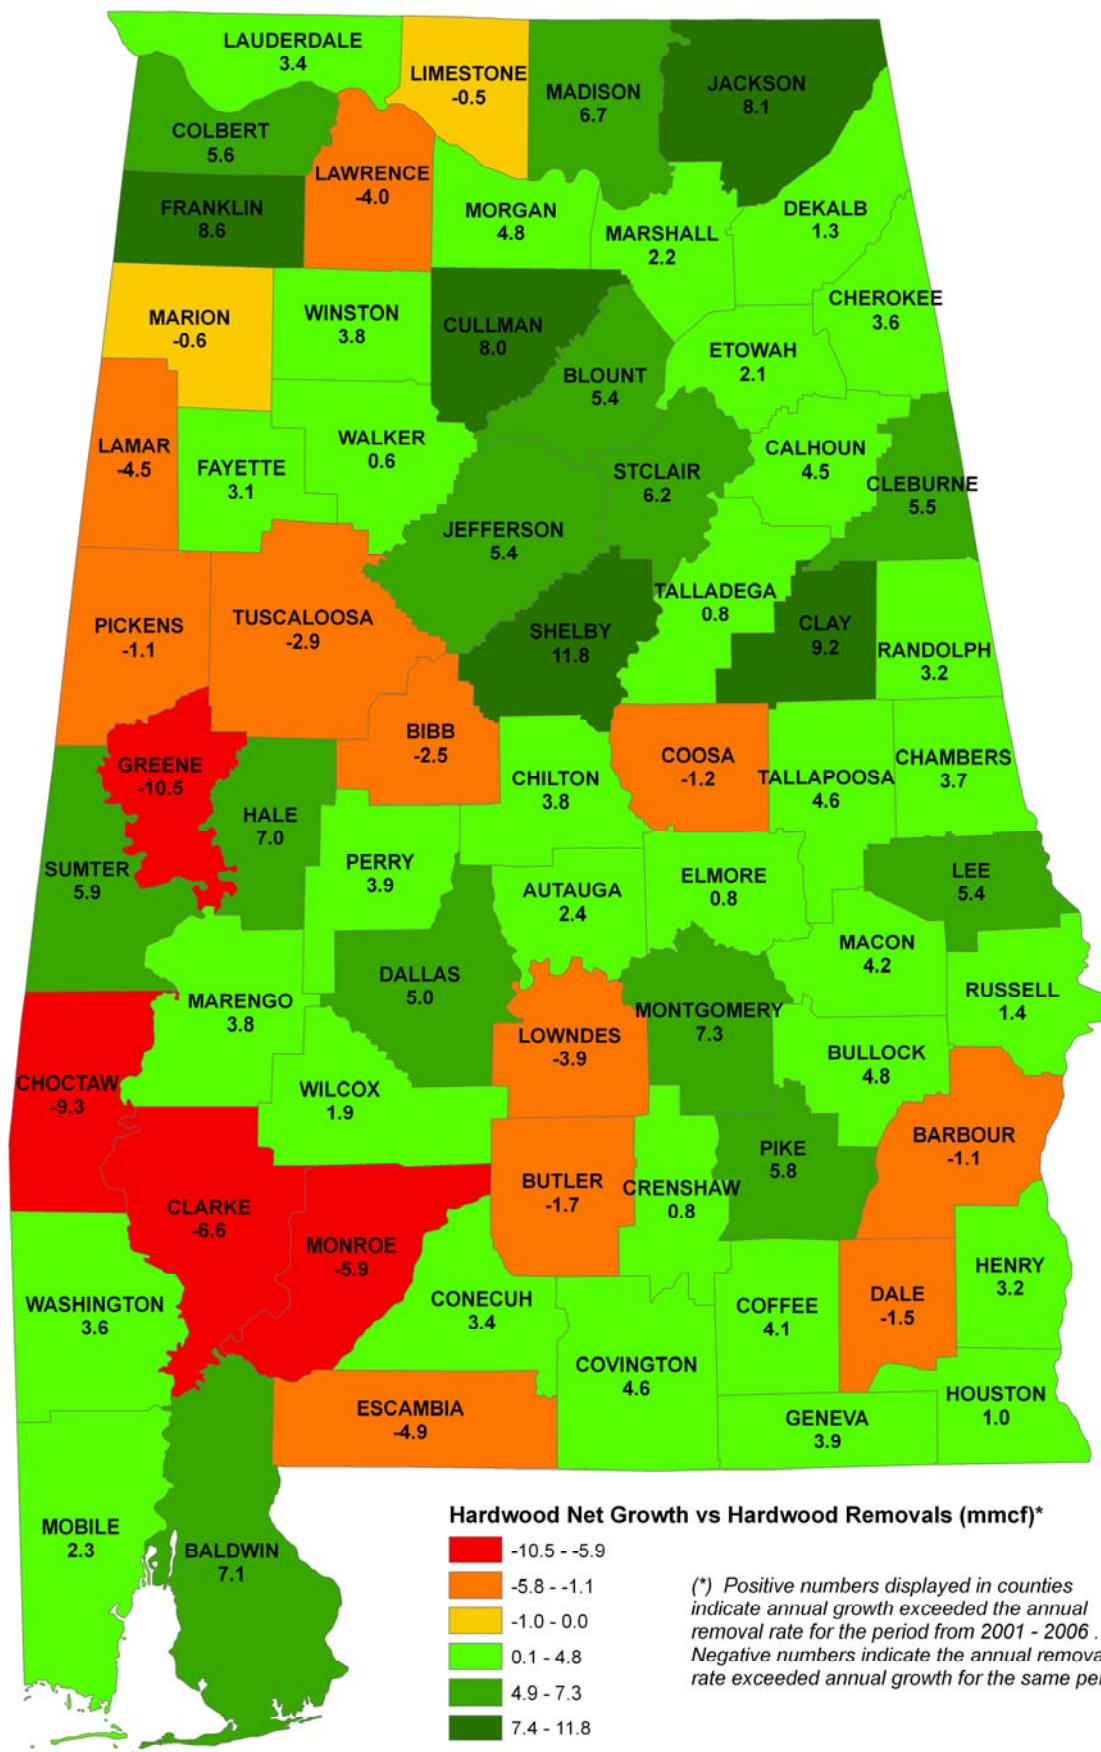 LAUDERDALE
3.4
LIMESTONE
-0.5
MADISON
6.7
JACKSON
8.1
COLBERT
5.6
LAWRENCE
-4.0
FRANKLIN
8.6
MORGAN
4.8
MARSHALL
2.2
DEKALB
1.3
CHEROKEE
3.6
MARION
-0.6
WINSTON
3.8
CULLMAN
8.0
BLOUNT
5.4
ETOWAH
2.1
LAMAR
-4.5
FAYETTE
3.1
WALKER
0.6
STCLAIR
6.2
CALHOUN
4.5
CLEBURNE
5.5
JEFFERSON
5.4
PICKENS
-1.1
TUSCALOOSA
-2.9
SHELBY
11.8
TALLADEGA
0.8
CLAY
9.2
RANDOLPH
3.2
GREENE
-10.5
BIBB
-2.5
CHILTON
3.8
COOSA
-1.2
TALLAPOOSA
4.6
CHAMBERS
3.7
HALE
7.0
SUMTER
5.9
PERRY
3.9
AUTAUGA
2.4
ELMORE
0.8
LEE
5.4
MACON
4.2
DALLAS
5.0
MARENGO
3.8
LOWNDES
-3.9
MONTGOMERY
7.3
RUSSELL
1.4
BULLOCK
4.8
CHOCTAW
-9.3
WILCOX
1.9
BARBOUR
-1.1
PIKE
5.8
BUTLER
-1.7
CRENSHAW
0.8
CLARKE
-6.6
MONROE
-5.9
WASHINGTON
3.6
CONECUH
3.4
COFFEE
4.1
DALE
-1.5
HENRY
3.2
COVINGTON
4.6
ESCAMBIA
-4.9
GENEVA
3.9
HOUSTON
1.0
MOBILE
2.3
BALDWIN
7.1
Hardwood Net Growth vs Hardwood Removals (mmcf)*
-10.5 - -5.9
-5.8 - -1.1
-1.0 - 0.0
0.1 - 4.8
4.9 - 7.3
7.4 - 11.8
(*) Positive numbers displayed in counties
indicate annual growth exceeded the annual
removal rate for the period from 2001 - 2006 .
Negative numbers indicate the annual remova
rate exceeded annual growth for the same pe